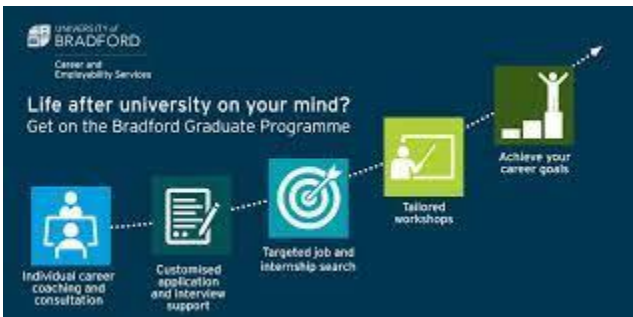 UNIVERSITY of
BRADFORD
Career and
Employability Services
Life after university on your mind?
Get on the Bradford Graduate Programme
Individual career
coaching and
consultation
Customised
application
and interview
support
Targeted job and
internship search
Tailored
workshops
Achieve your
career goals